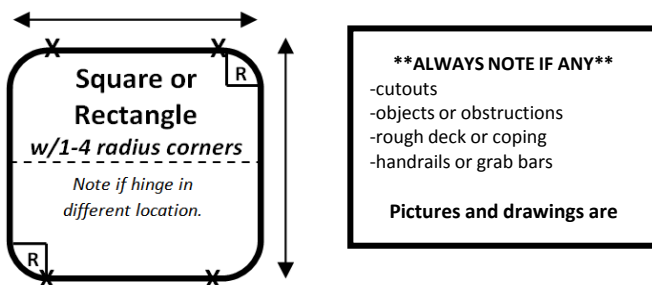 X X
R
Square or
Rectangle
w/1-4 radius corners
Note if hinge in
different location.
R
X X
**ALWAYS NOTE IF ANY**
-cutouts
-objects or obstructions
-rough deck or coping
-handrails or grab bars
Pictures and drawings are